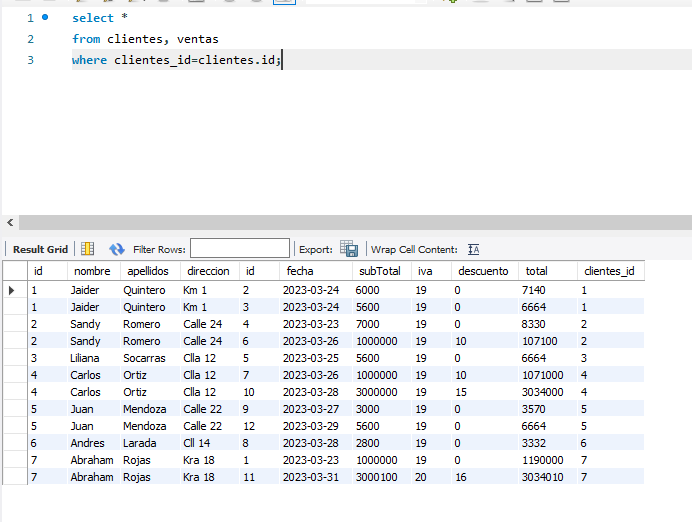 1 select *
2 from clientes, ventas
3 where clientes_id=clientes.id;
Result Grid Filter Rows: Export: Wrap Cell Content:
id nombre apellidos direccion id fecha subTotal iva descuento total clientes_id
1 Jaider Quintero Km 1 2 2023-03-24 6000 19 0 7140 1
1 Jaider Quintero Km 1 3 2023-03-24 5600 19 0 6664 1
2 Sandy Romero Calle 24 4 2023-03-23 7000 19 0 8330 2
2 Sandy Romero Calle 24 6 2023-03-26 1000000 19 10 107100 2
3 Liliana Socarras Clla 12 5 2023-03-25 5600 19 0 6664 3
4 Carlos Ortiz Clla 12 7 2023-03-26 1000000 19 10 1071000 4
4 Carlos Ortiz Clla 12 10 2023-03-28 3000000 19 15 3034000 4
5 Juan Mendoza Calle 22 9 2023-03-27 3000 19 0 3570 5
5 Juan Mendoza Calle 22 12 2023-03-29 5600 19 0 6664 5
6 Andres Larada Cll 14 8 2023-03-28 2800 19 0 3332 6
7 Abraham Rojas Kra 18 1 2023-03-23 1000000 19 0 1190000 7
7 Abraham Rojas Kra 18 11 2023-03-31 3000100 20 16 3034010 7